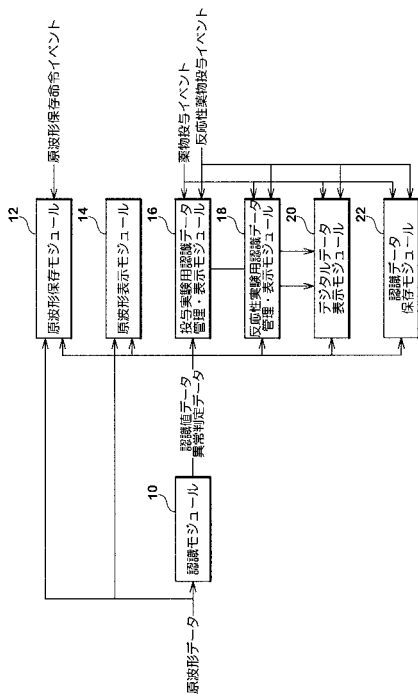 12
原波形保存モジュール
原波形保存命令イベント
14
原波形表示モジュール
16
投与実験用認識データ
管理・表示モジュール
薬物投与イベント
反応性薬物投与イベント
18
反応性実験用認識データ
管理・表示モジュール
20
デジタルデータ
表示モジュール
22
認識データ
保存モジュール
認識値データ
異常判定データ
10
認識モジュール
原波形データ